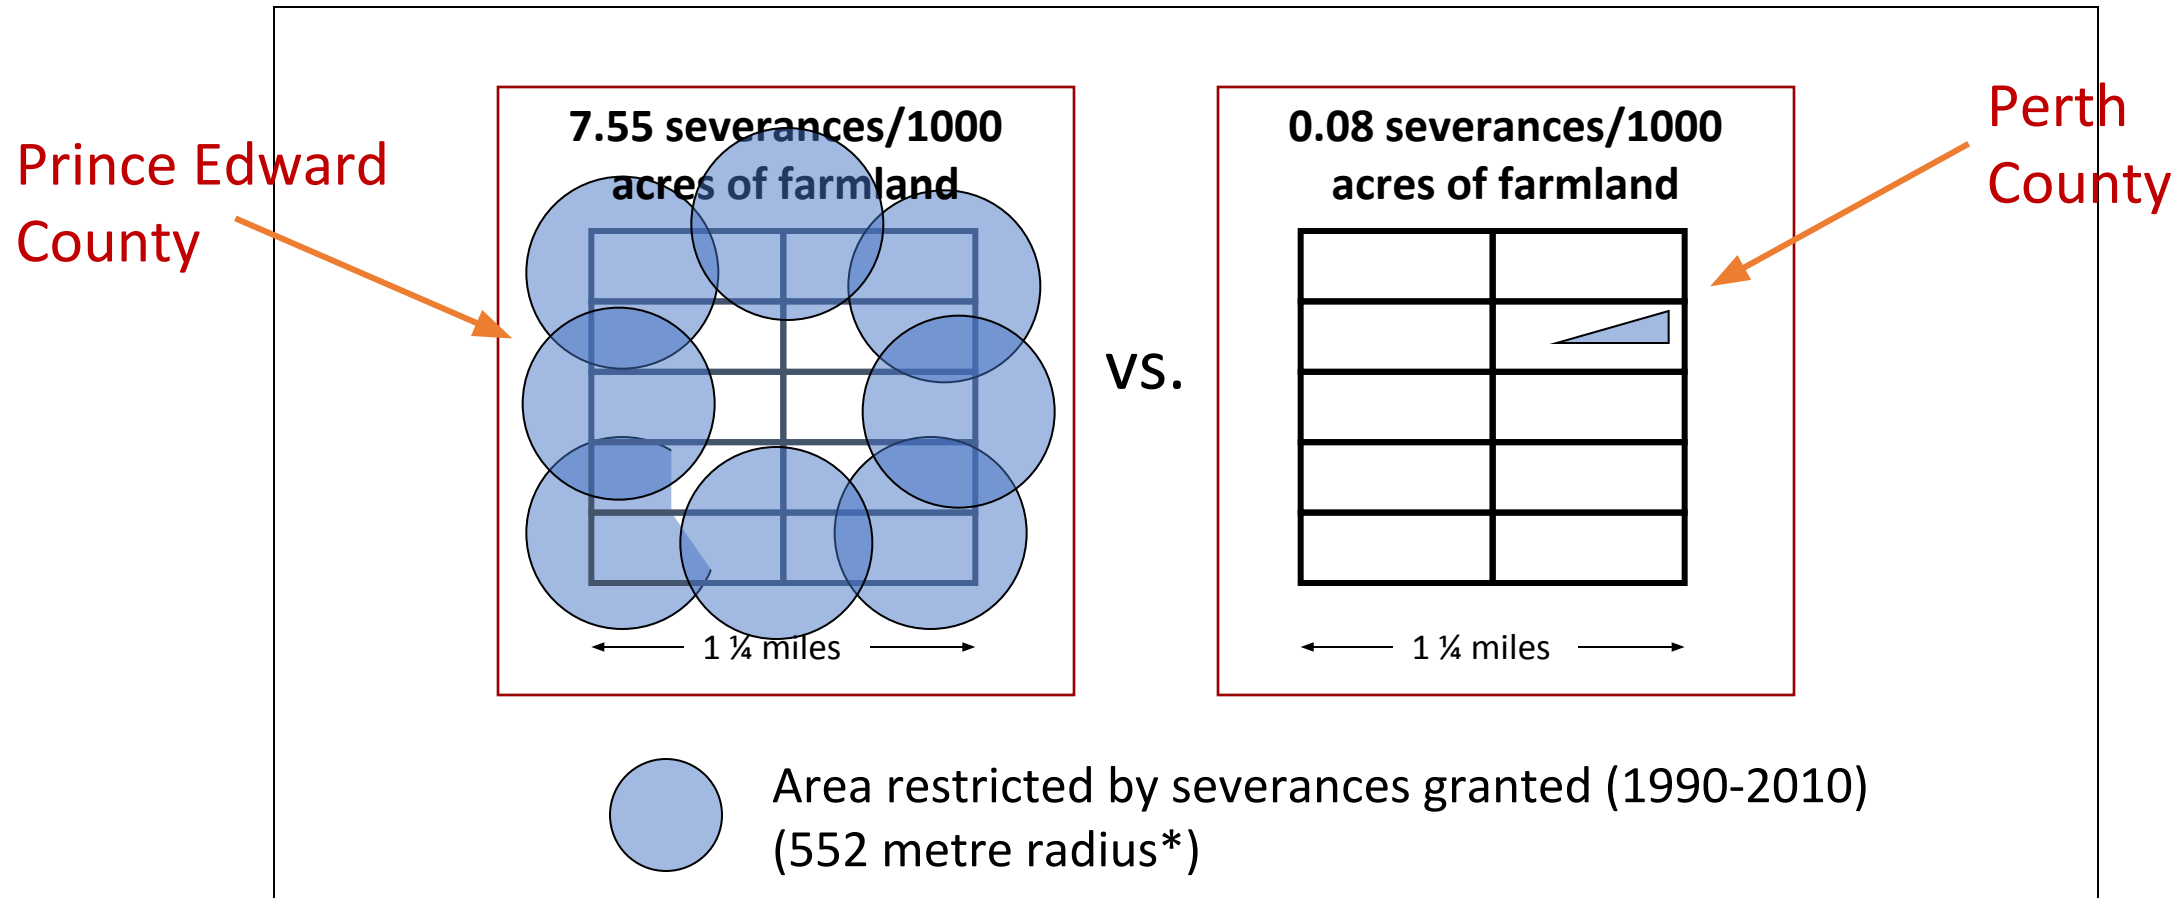 Prince Edward
County
7.55 severances/1000
acres of farmland
1 ¼ miles
vs.
0.08 severances/1000
acres of farmland
1 ¼ miles
Perth
County
Area restricted by severances granted (1990-2010)
(552 metre radius*)